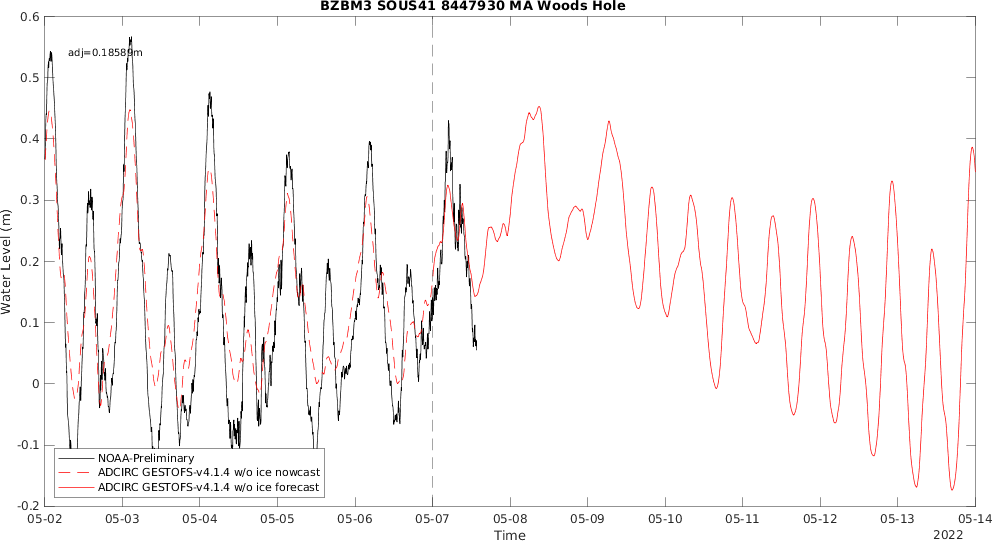 BZBM3 SOUS41 8447930 MA Woods Hole
adj=0.18589m
Water Level (m)
0.6
0.5
0.4
0.3
0.2
0.1
0
-0.1
-0.2
NOAA-Preliminary
ADCIRC GESTOFS-v4.1.4 w/o ice nowcast
ADCIRC GESTOFS-v4.1.4 w/o ice forecast
05-02 05-03 05-04 05-05 05-06 05-07 05-08 05-09 05-10 05-11 05-12 05-13 05-14
Time
2022